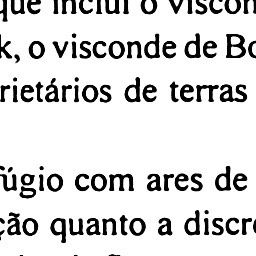 que inclui o viscon
k, o visconde de Bo
rietários de terras
fúgio com ares de
ção quanto a discre